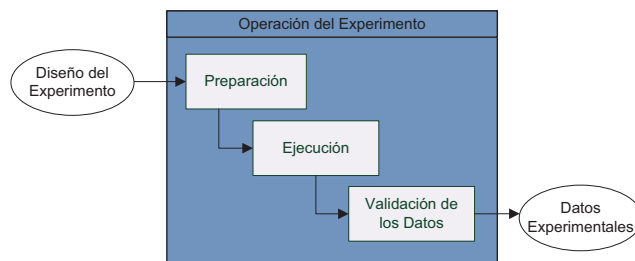 Operación del Experimento
Diseño del
Experimento
Preparación
Ejecución
Validación de
los Datos
Datos
Experimentales